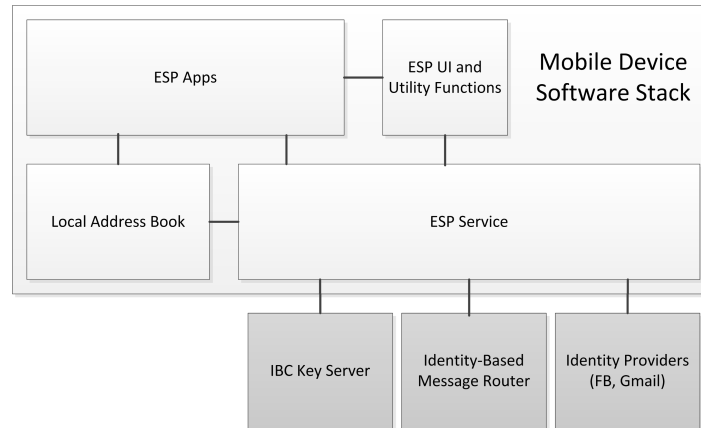 ESP Apps
ESP UI and
Utility Functions
Mobile Device
Software Stack
Local Address Book
ESP Service
IBC Key Server
Identity-Based
Message Router
Identity Providers
(FB, Gmail)